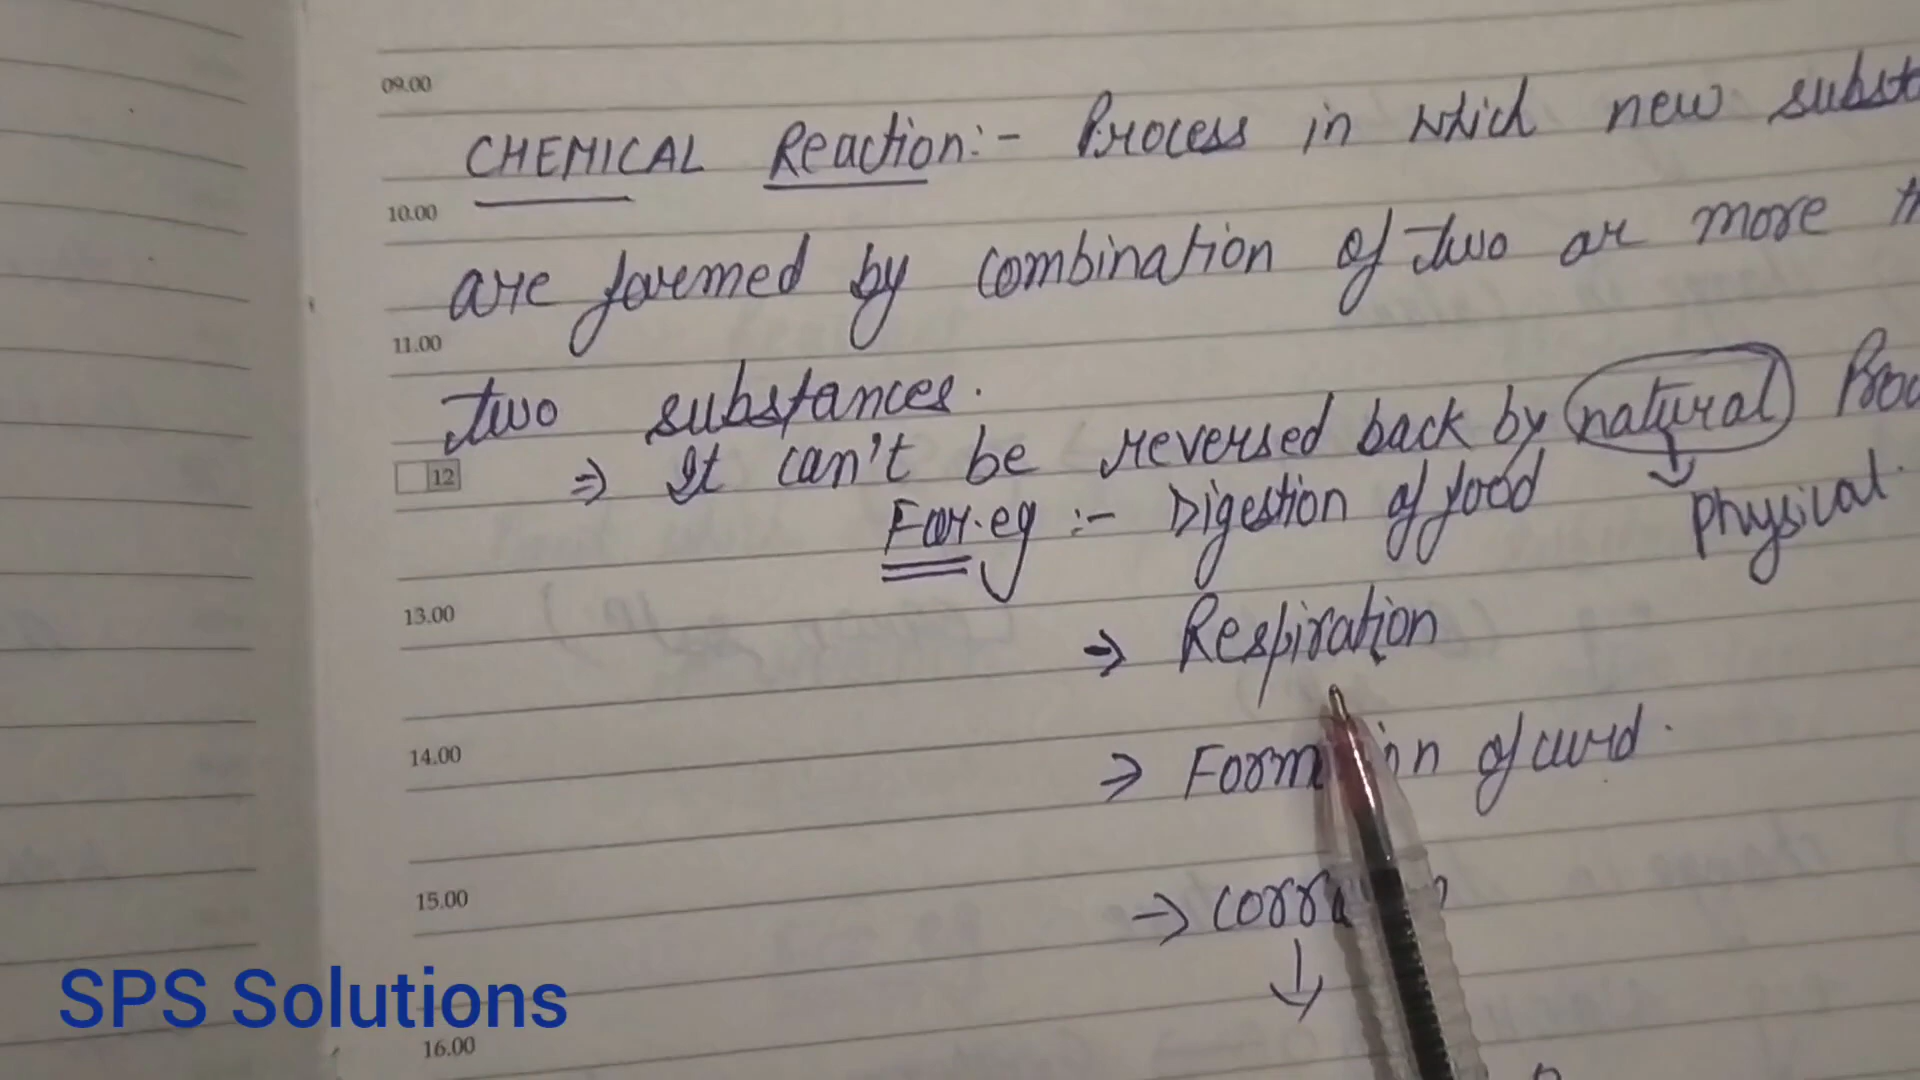 09.00
CHEMICAL Reaction:- Process in which new subst
10.00
are formed by combination of two or more th
11.00
two substances.
⇒ It can't be reversed back by natural
12
For.eg :- Digestion of food
Physical.
13.00
→ Respiration
14.00
⇒ Form of curd.
15.00
→ corr
16.00
SPS Solutions